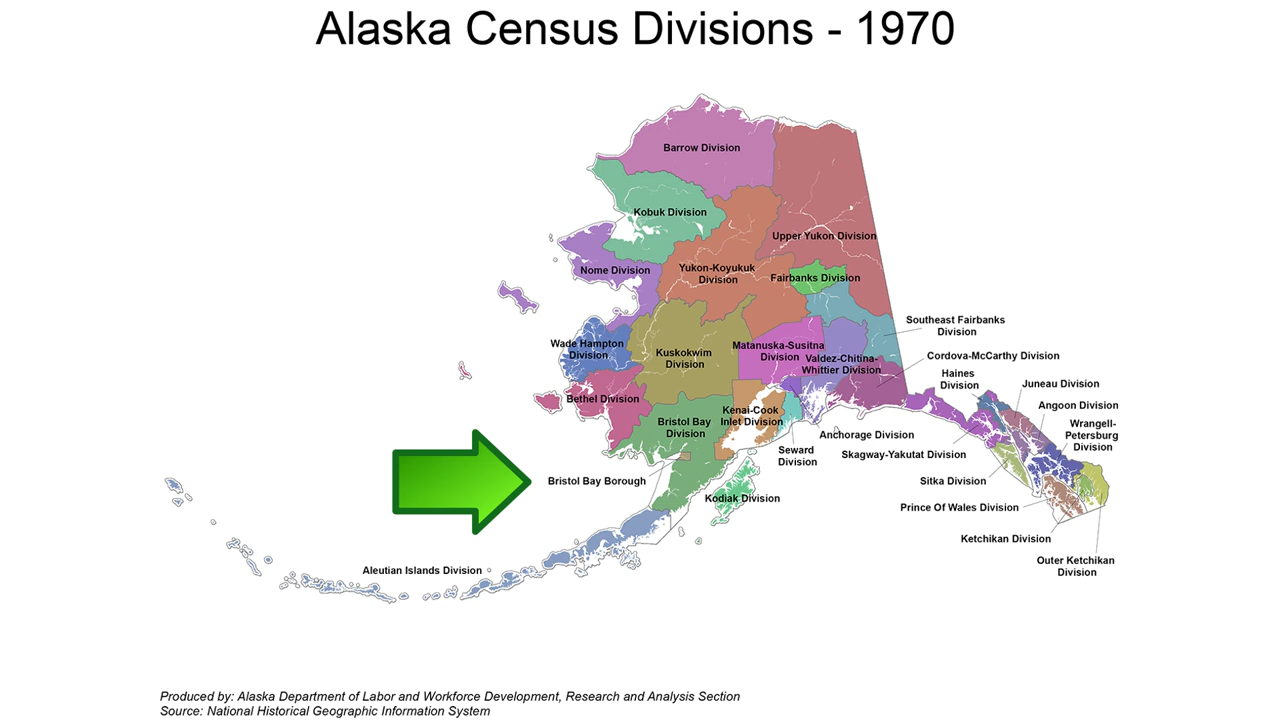 Alaska Census Divisions - 1970
Barrow Division
Kobuk Division
Upper Yukon Division
Nome Division
Yukon-Koyukuk
Division
Fairbanks Division
Southeast Fairbanks
Division
Wade Hampton
Division
Kuskokwim
Division
Matanuska-Susitna
Division
Valdez-Chitina-
Whittier Division
Cordova-McCarthy Division
Haines
Division
Juneau Division
Bethel Division
Angoon Division
Bristol Bay
Division
Kenai-Cook
Inlet Division
Wrangell-
Petersburg
Division
Anchorage Division
Seward
Division
Skagway-Yakutat Division
Bristol Bay Borough
Sitka Division
Kodiak Division
Prince Of Wales Division
Ketchikan Division
Outer Ketchikan
Division
Aleutian Islands Division
Produced by: Alaska Department of Labor and Workforce Development, Research and Analysis Section
Source: National Historical Geographic Information System